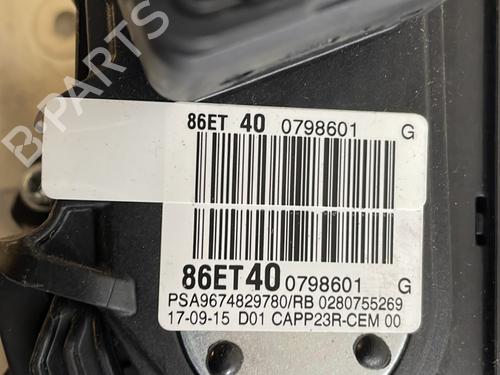 86ET 40 0798601 G
86ET40 0798601 G
PSA9674829780/RB 0280755269
17-09-15 D01 CAPP23R-CEM 00
B-PARTS